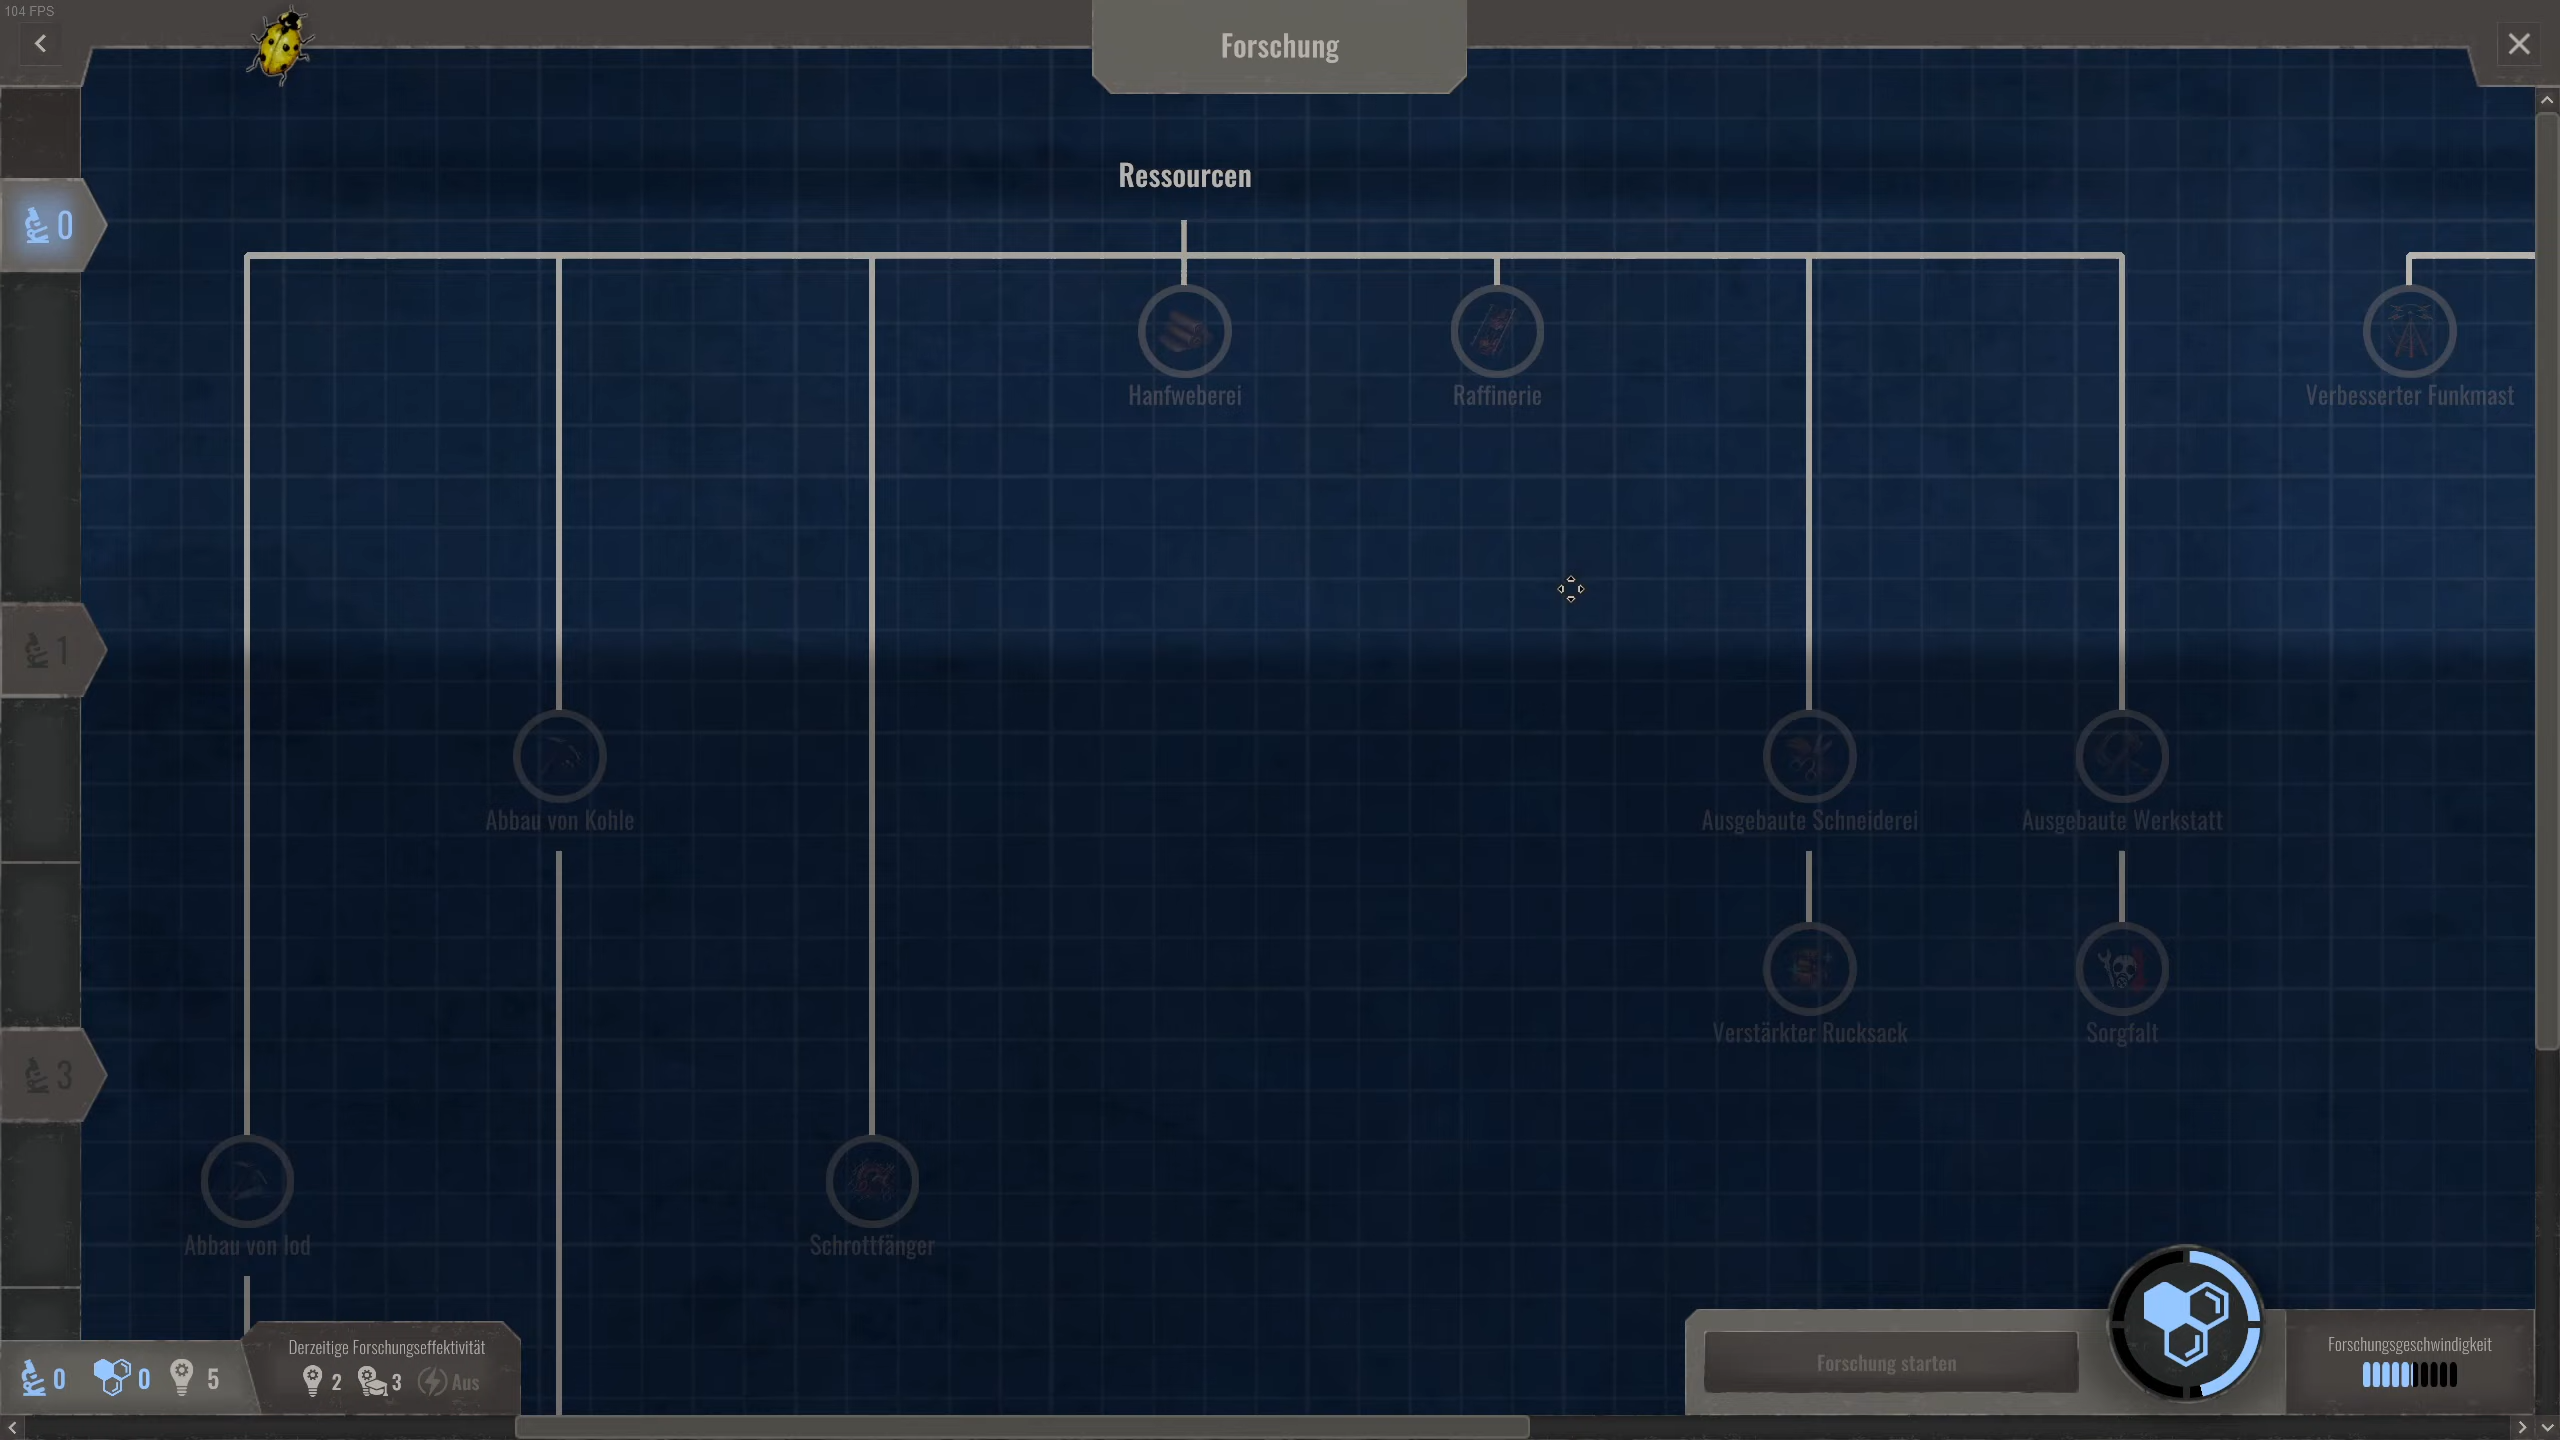 104 FPS
Forschung
Ressourcen
0
Hanfweberei
Raffinerie
Verbesserter Funkmast
1
Abbau von Kohle
Ausgebaute Schneiderei
Ausgebaute Werkstatt
Verstärkter Rucksack
Sorgfalt
3
Abbau von Iod
Schrottfänger
Derzeitige Forschungseffektivität
0
0
5
2
3
Aus
Forschung starten
Forschungsgeschwindigkeit